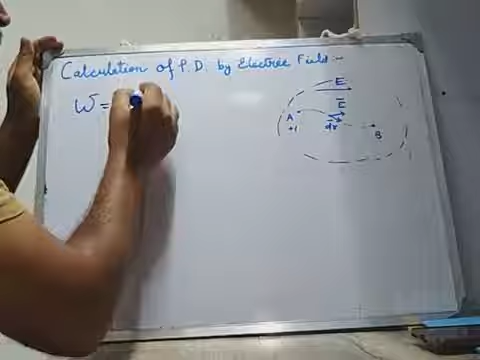 Calculation of P.D. by Electric Field :-
W =
E
E
A
+1
dr
B